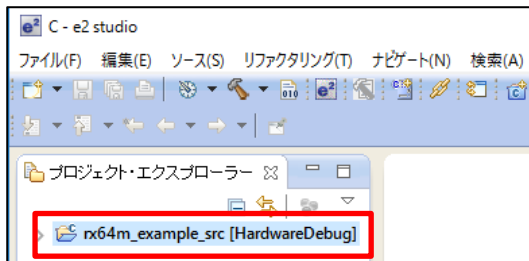 C - e2 studio
ファイル(F) 編集(E) ソース(S) リファクタリング(T) ナビゲート(N) 検索(A)
プロジェクト・エクスプローラー
rx64m_example_src [HardwareDebug]